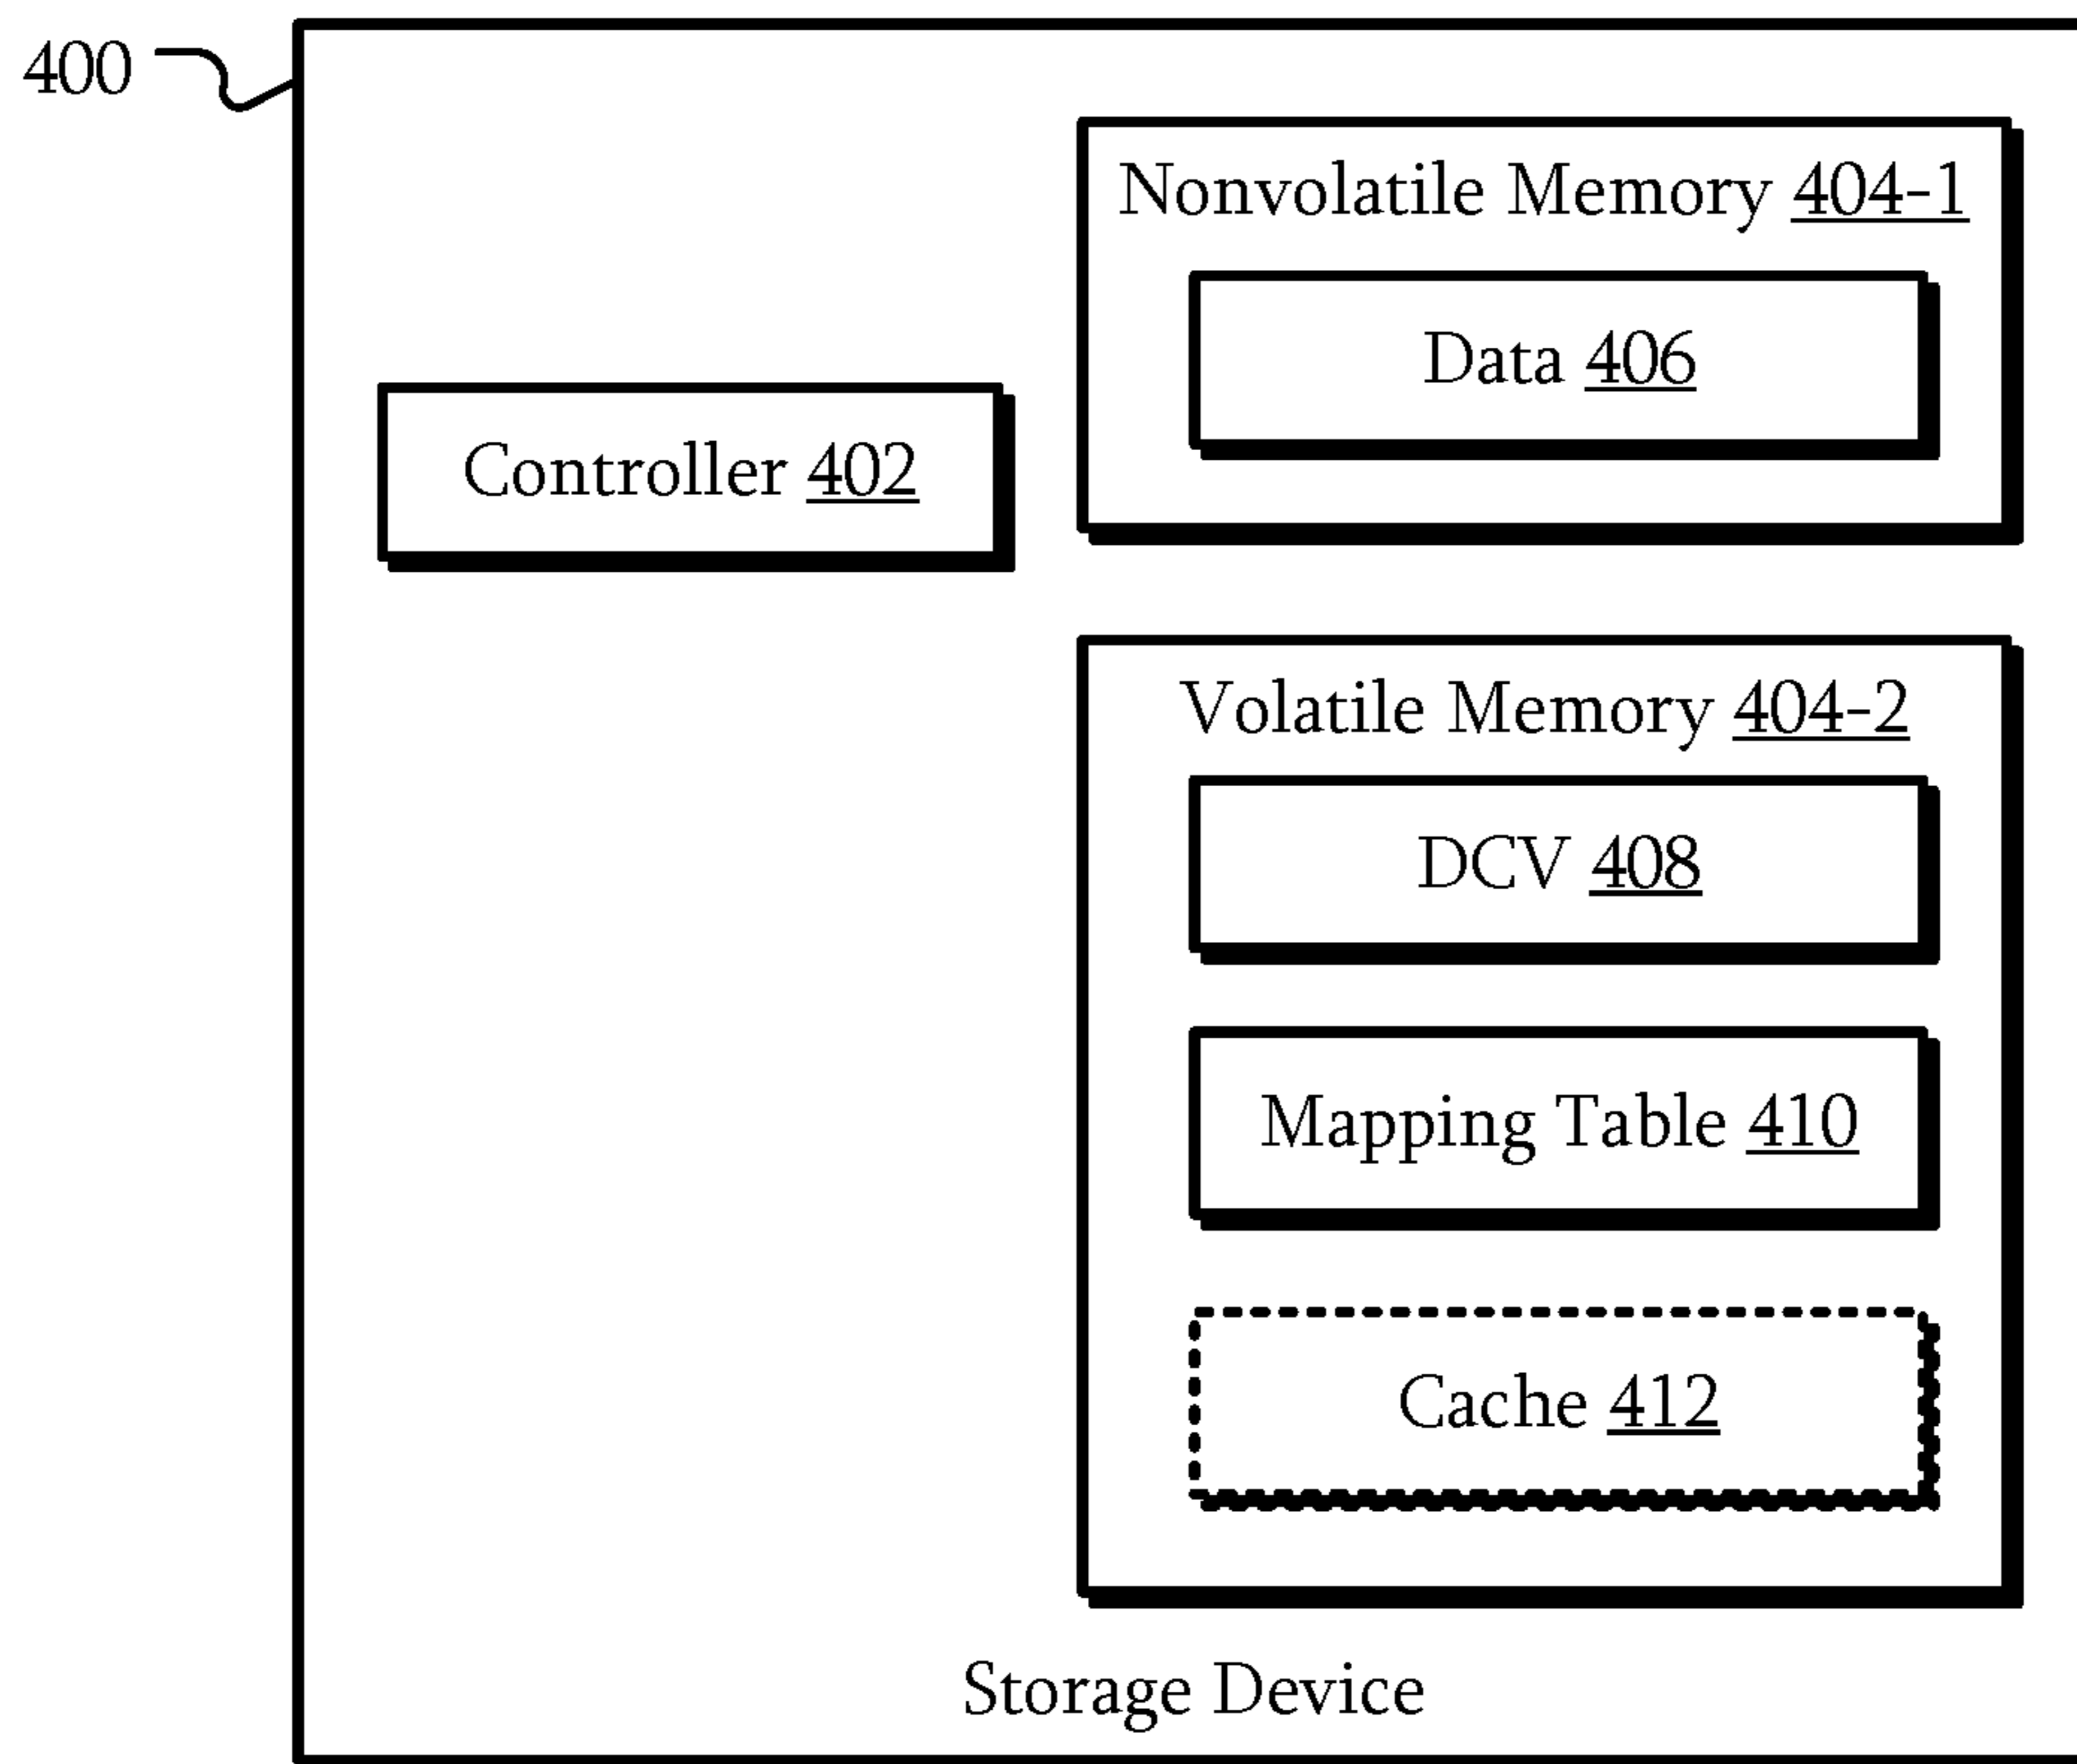 400
Nonvolatile Memory 404-1
Data 406
Controller 402
Volatile Memory 404-2
DCV 408
Mapping Table 410
Cache 412
Storage Device